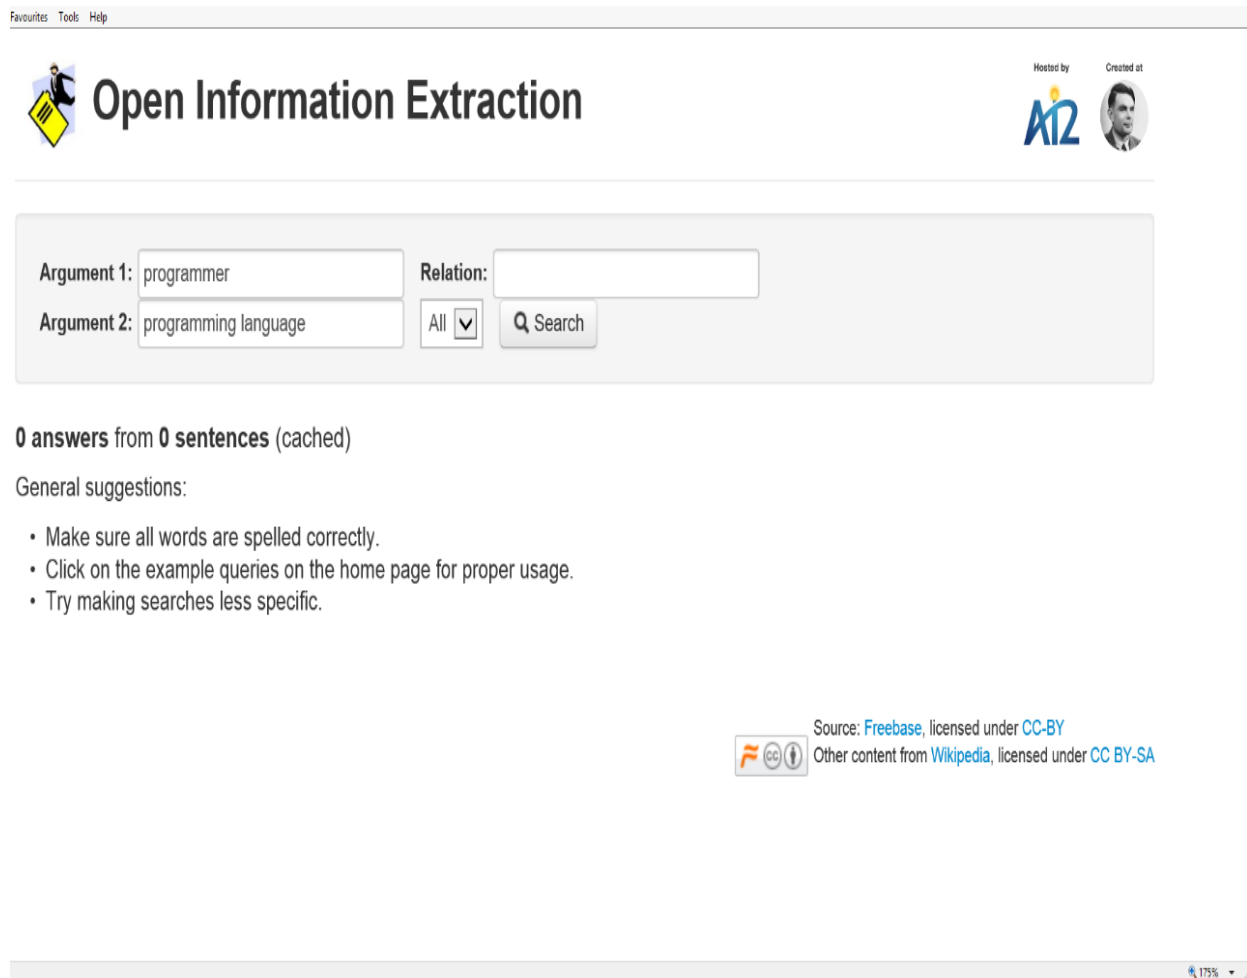 Favourites Tools Help
Hosted by Created at
Open Information Extraction
Ai2
Argument 1: programmer Relation:
Argument 2: programming language All Search
0 answers from 0 sentences (cached)
General suggestions:
• Make sure all words are spelled correctly.
• Click on the example queries on the home page for proper usage.
• Try making searches less specific.
Source: Freebase, licensed under CC-BY
cc
Other content from Wikipedia, licensed under CC BY-SA
175%